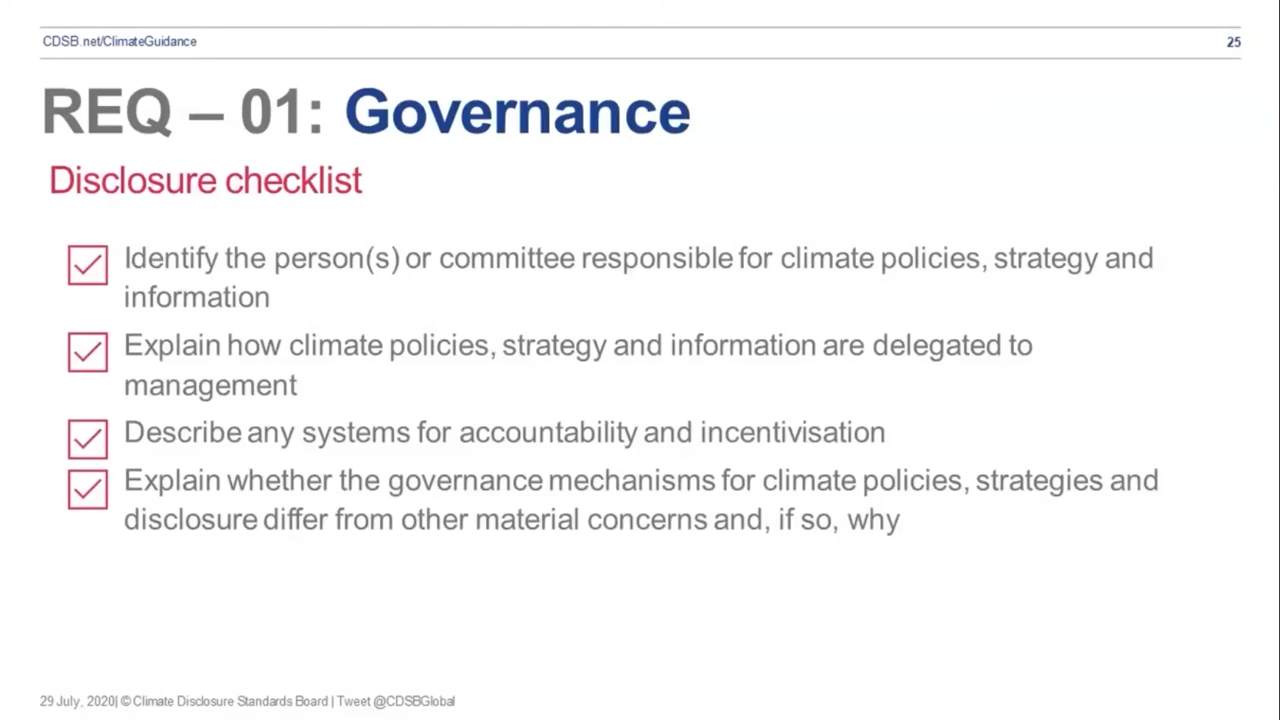 CDSB.net/ClimateGuidance
25
REQ – 01: Governance
Disclosure checklist
Identify the person(s) or committee responsible for climate policies, strategy and
information
Explain how climate policies, strategy and information are delegated to
management
Describe any systems for accountability and incentivisation
Explain whether the governance mechanisms for climate policies, strategies and
disclosure differ from other material concerns and, if so, why
29 July, 2020| © Climate Disclosure Standards Board | Tweet @CDSBGlobal